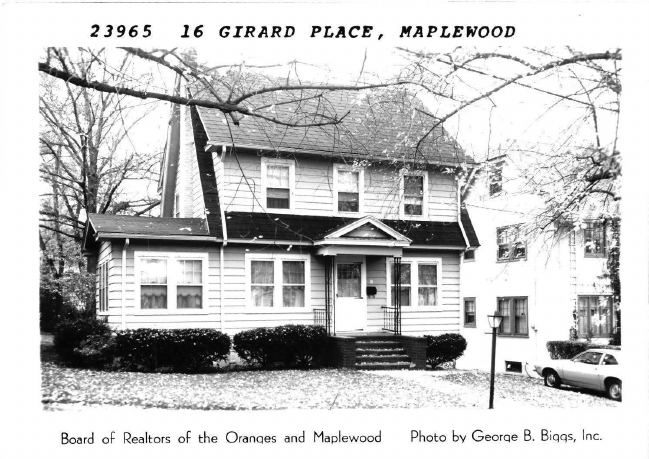 23965 16 GIRARD PLACE, MAPLEWOOD
Board of Realtors of the Oranges and Maplewood Photo by George B. Biggs, Inc.